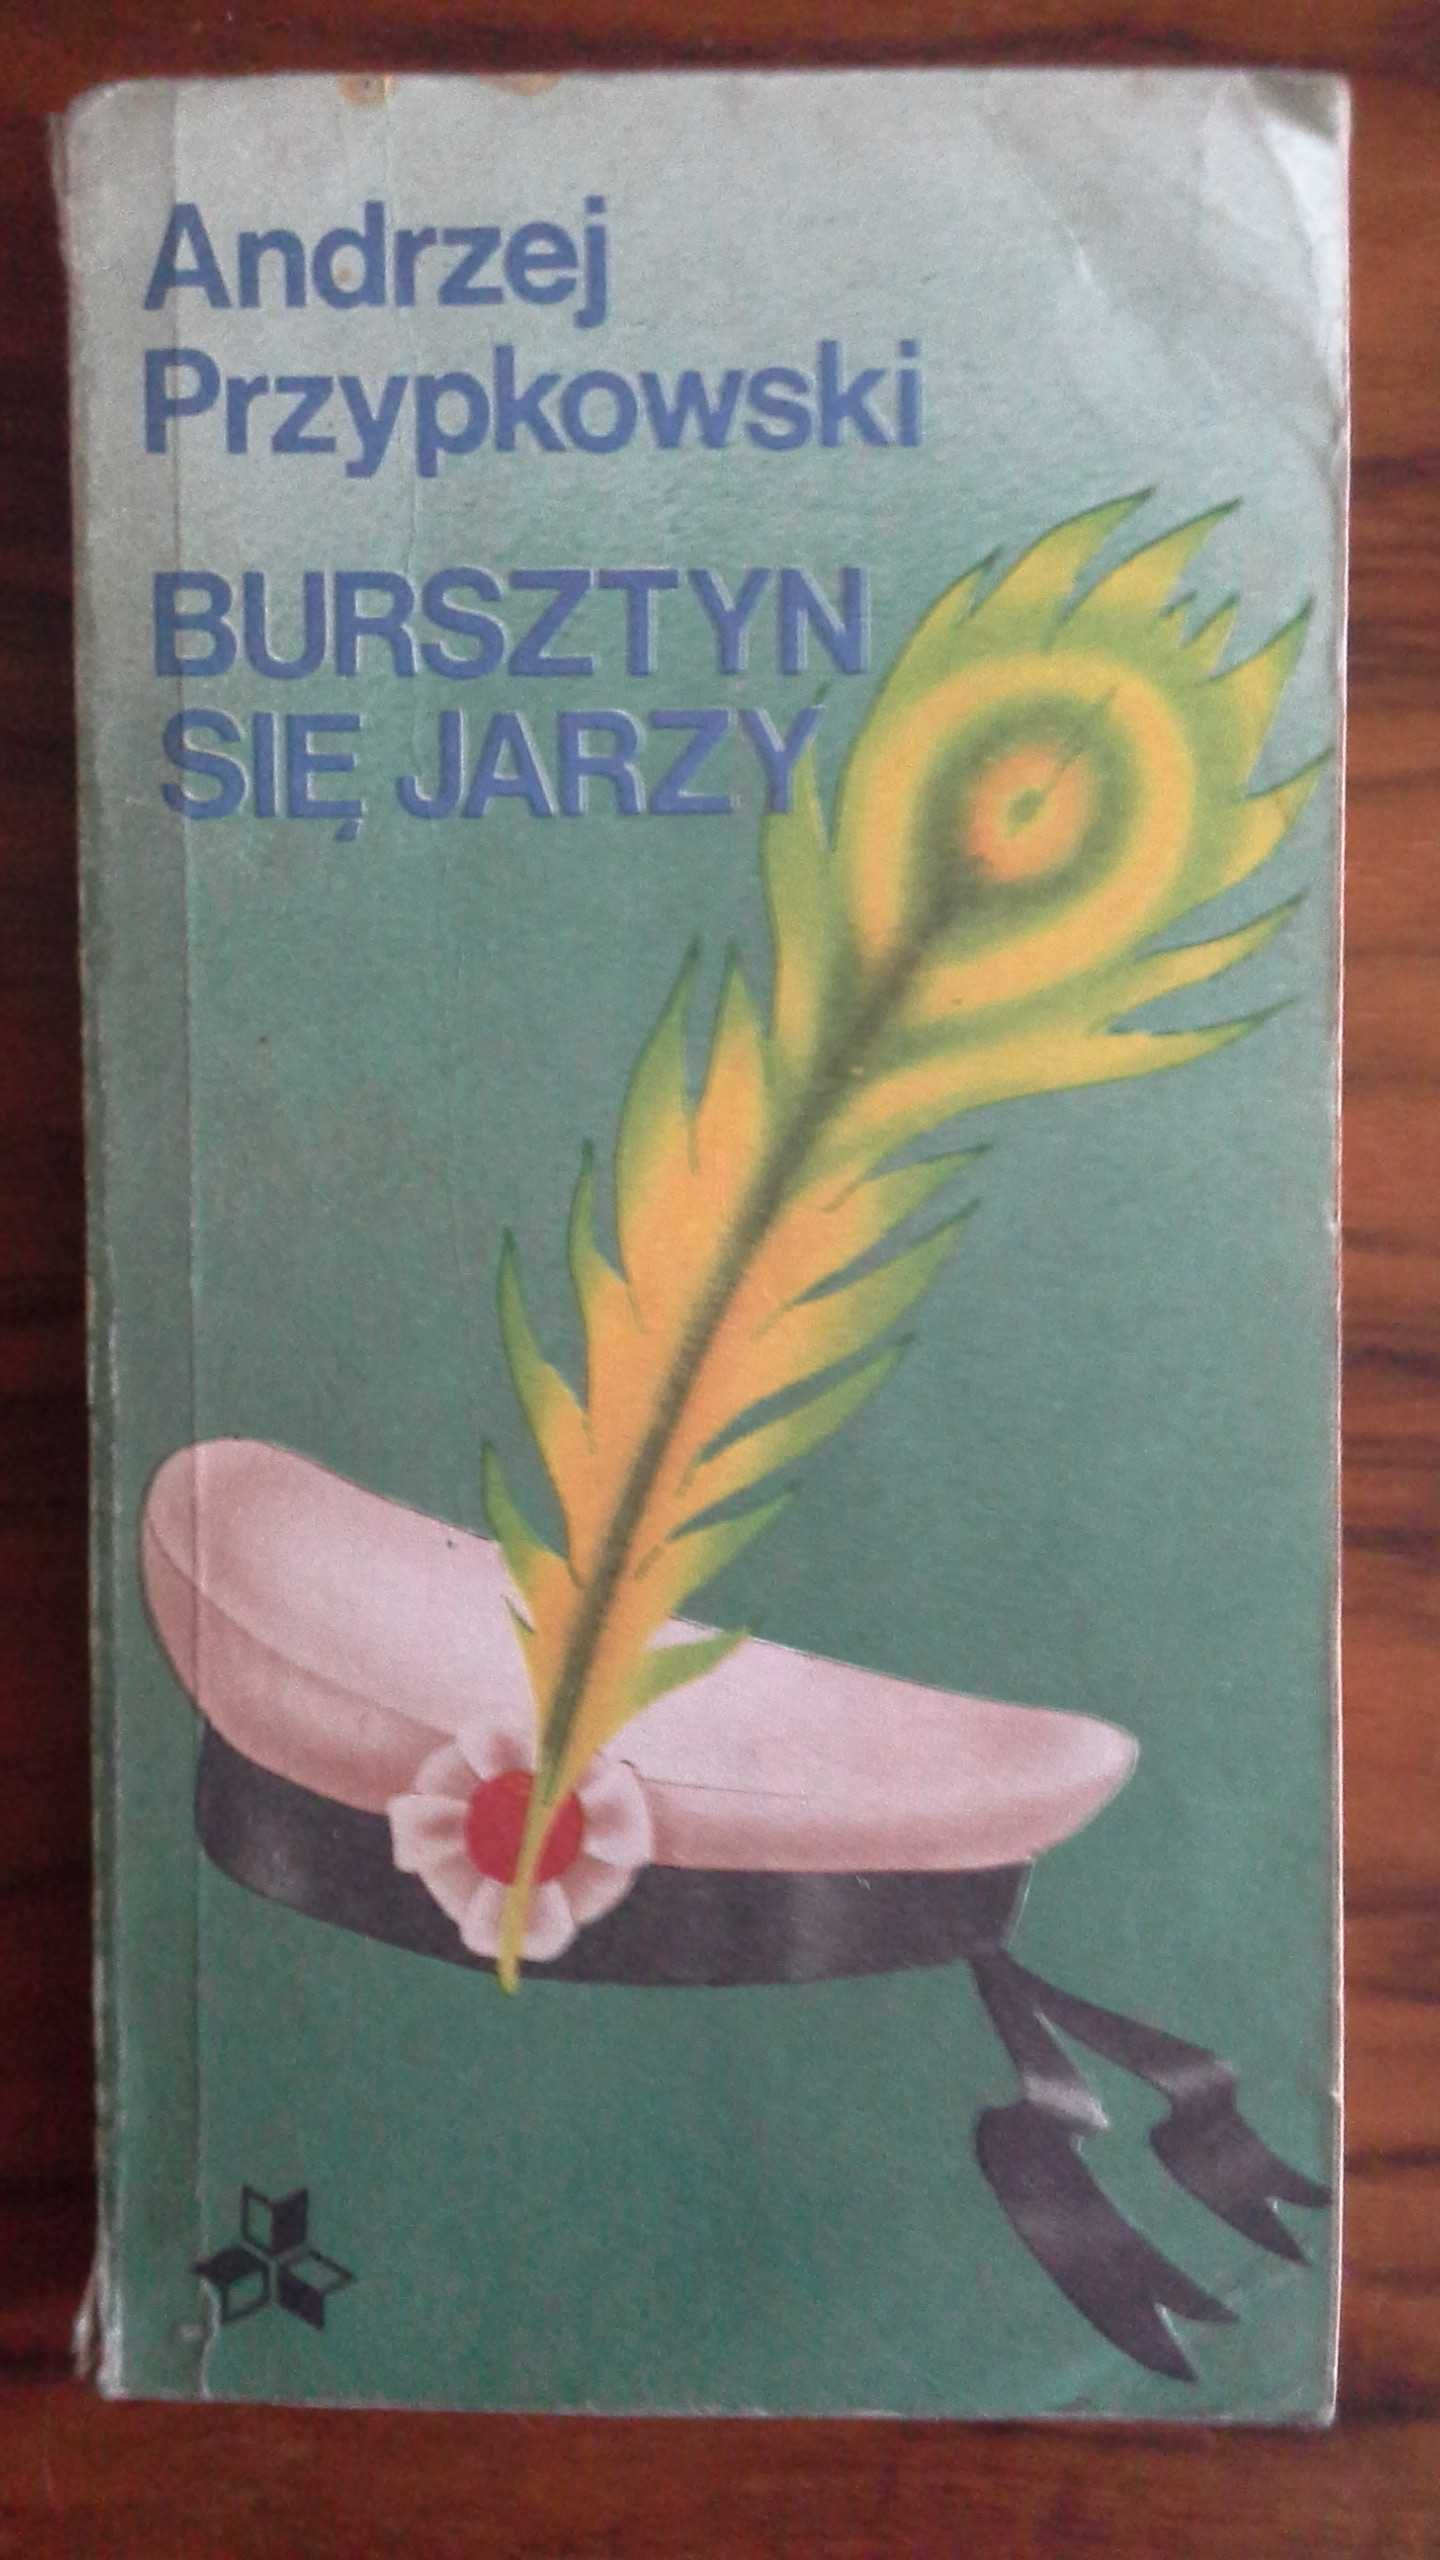 Andrzej
Przypkowski
BURSZTYN
SIĘ JARZY